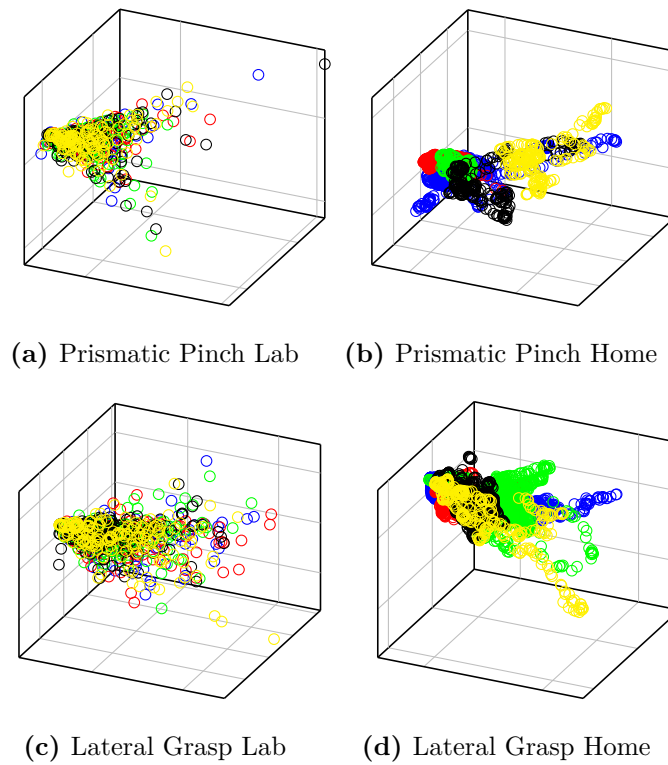 (a) Prismatic Pinch Lab
(b) Prismatic Pinch Home
(c) Lateral Grasp Lab
(d) Lateral Grasp Home